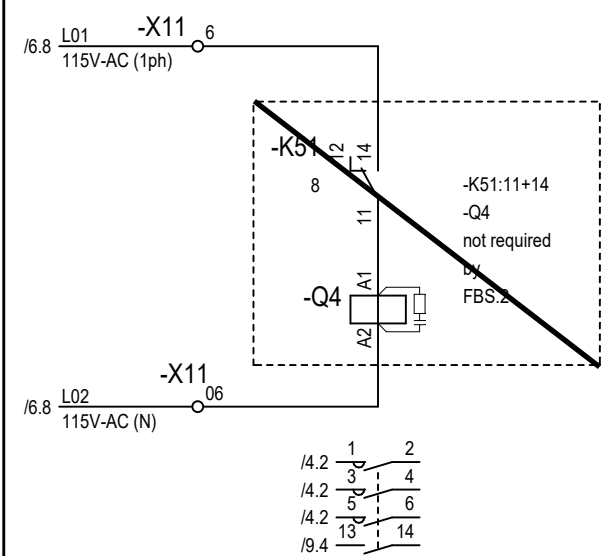 -X11 6
/6.8 L01
115V-AC (1ph)
-K51 12 14
8
11
-K51:11+14
-Q4
not required
by
FBS.2
-Q4 A1
A2
-X11
06
/6.8 L02
115V-AC (N)
/4.2 1 2
/4.2 3 4
/4.2 5 6
/9.4 13 14